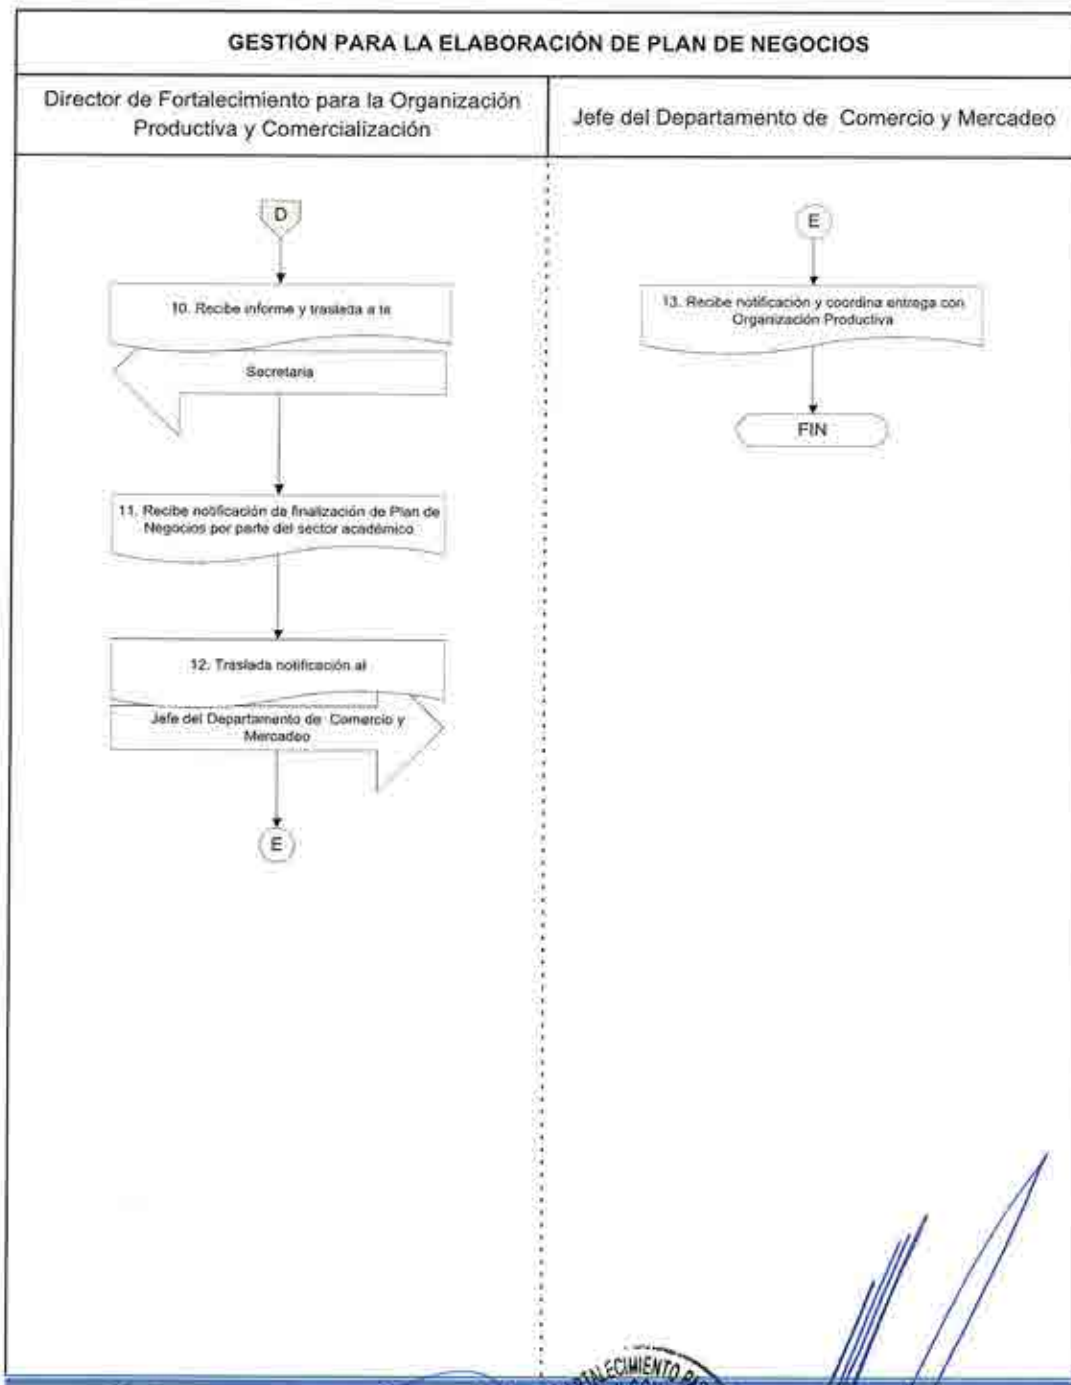 GESTIÓN PARA LA ELABORACIÓN DE PLAN DE NEGOCIOS
Director de Fortalecimiento para la Organización
Productiva y Comercialización
Jefe del Departamento de Comercio y Mercadeo
D
10. Recibe informe y traslada a la
Secretaria
11. Recibe notificación de finalización de Plan de
Negocios por parte del sector académico
12. Traslada notificación al
Jefe del Departamento de Comercio y
Mercadeo
E
E
13. Recibe notificación y coordina entrega con
Organización Productiva
FIN